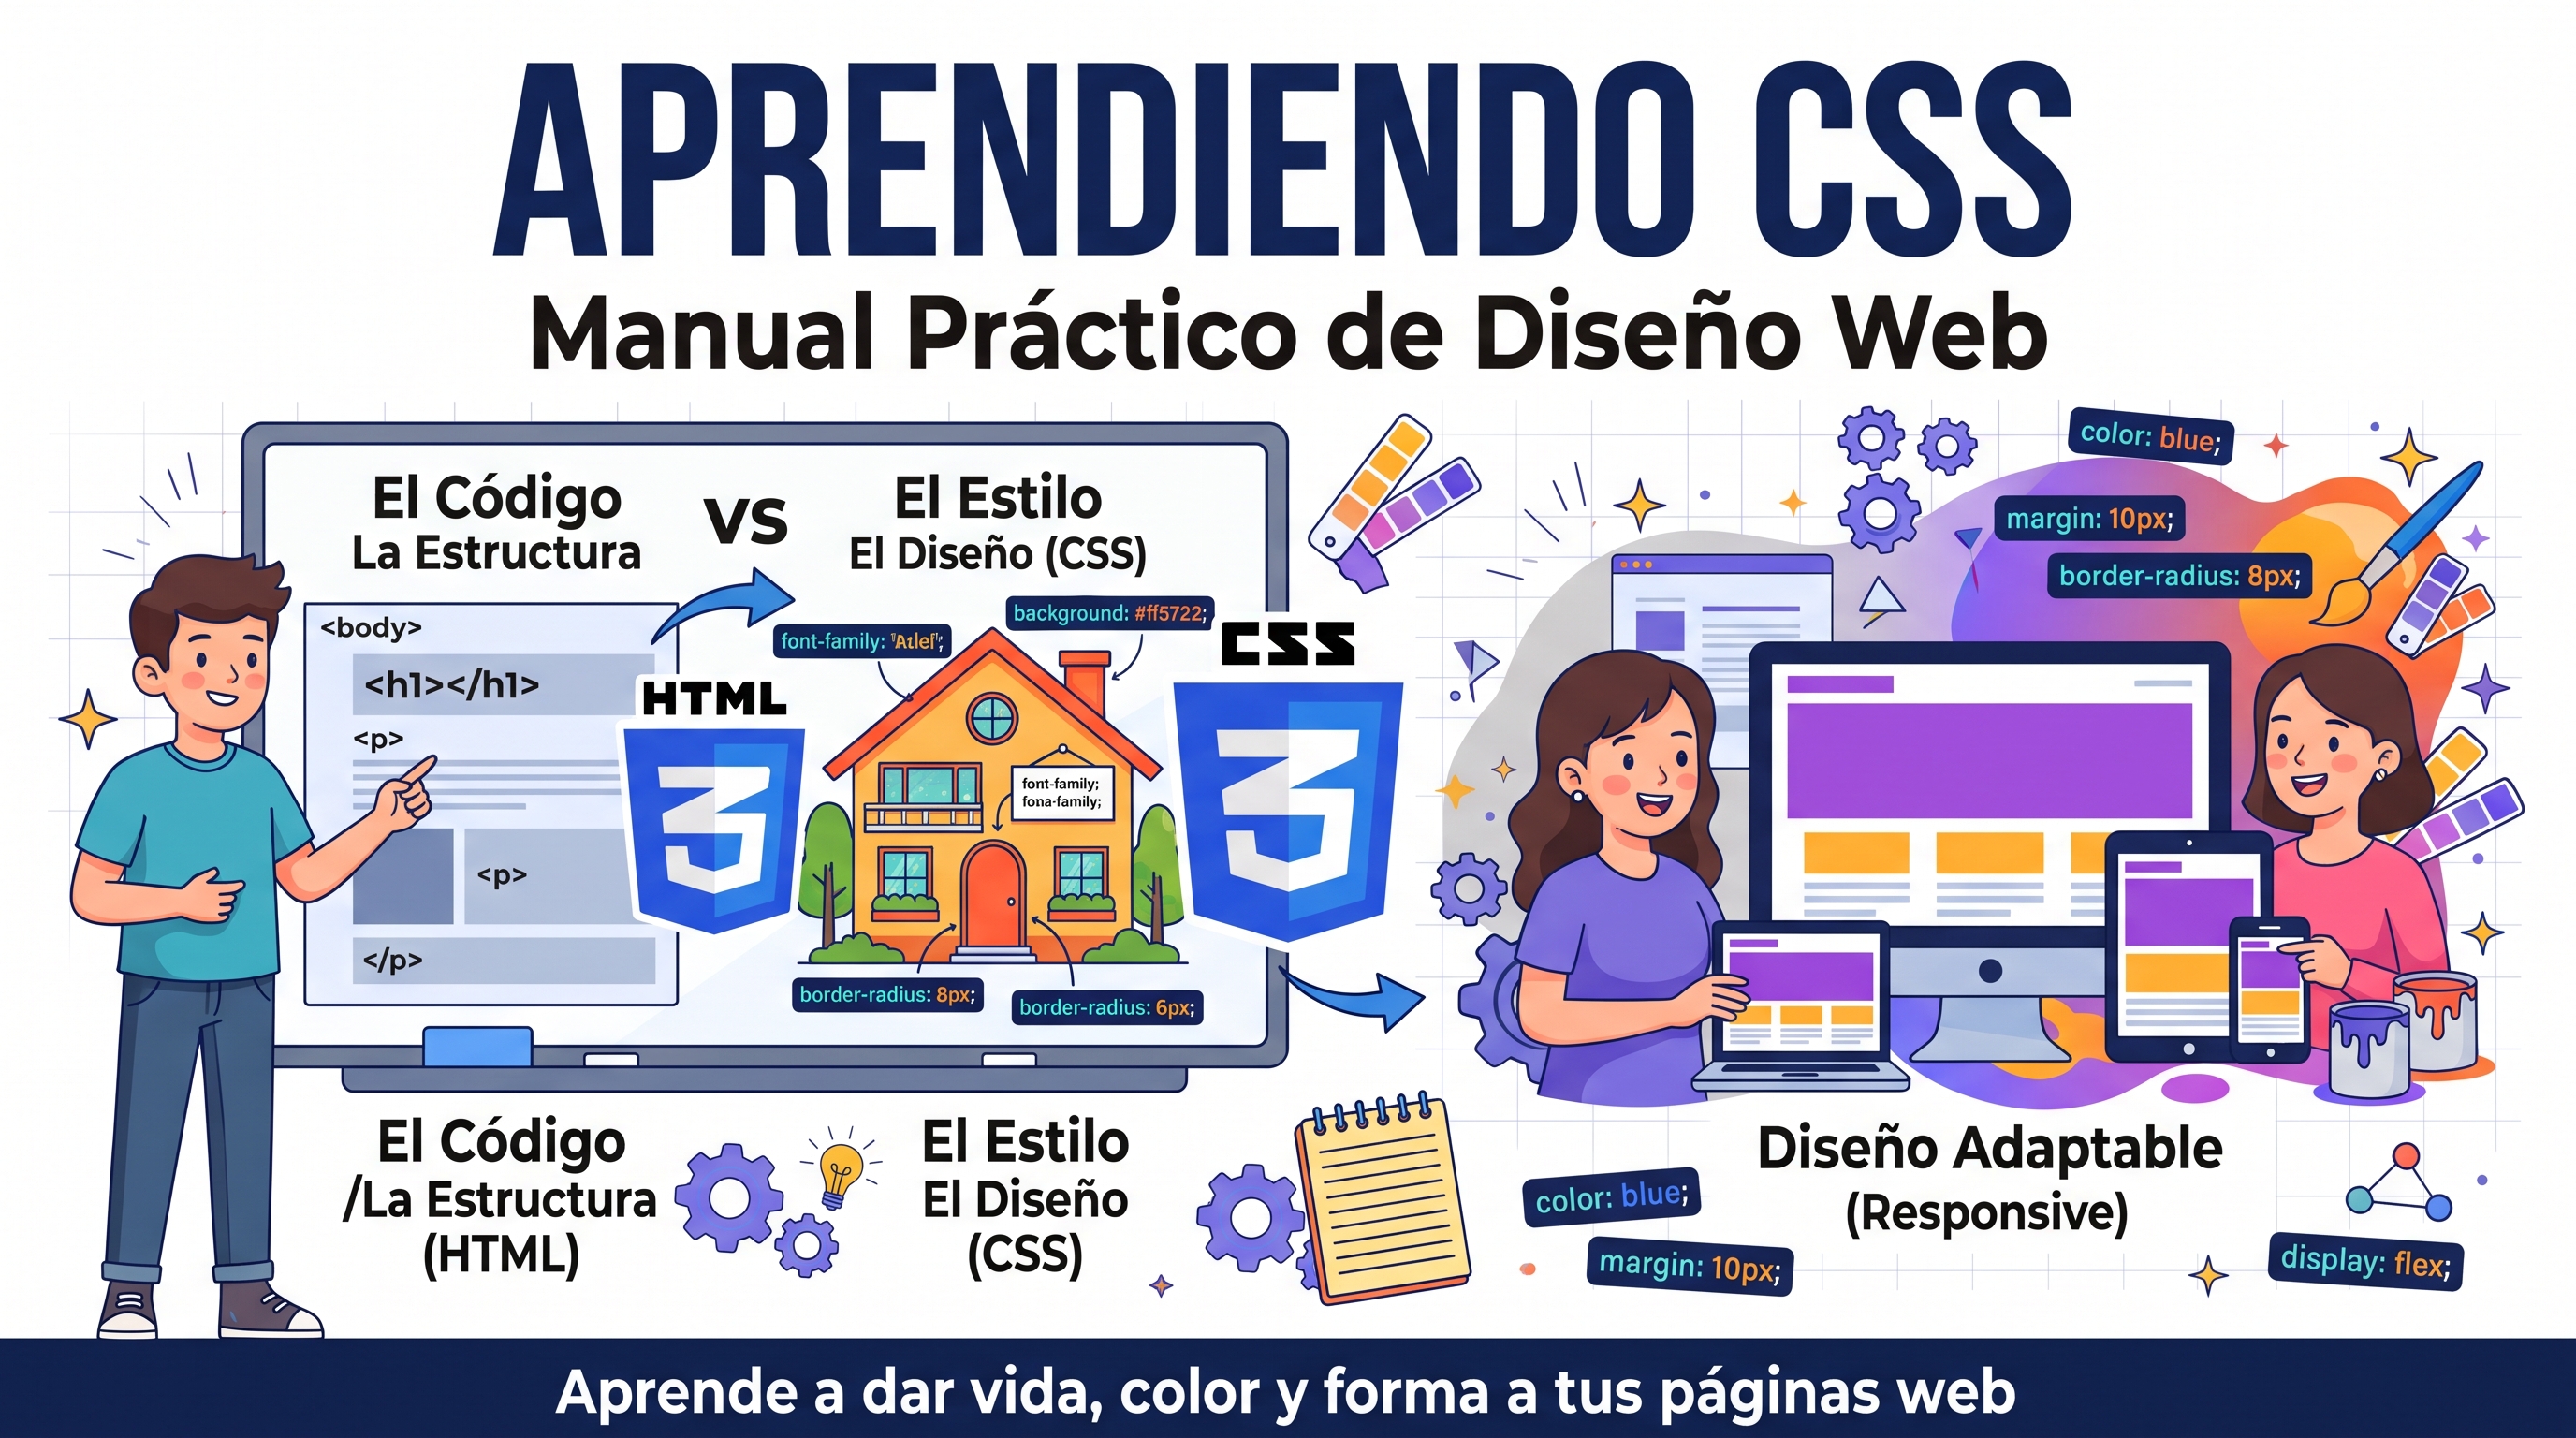 APRENDIENDO CSS
Manual Práctico de Diseño Web
El Código
La Estructura
VS
El Estilo
El Diseño (CSS)
<body>
<h1></h1>
<p>
<p>
</p>
HTML
3
font-family:
background: #ff5722;
font-family;
fona-family;
border-radius: 8px;
border-radius: 6px;
CSS
3
color: blue;
margin: 10px;
border-radius: 8px;
El Código
/La Estructura
(HTML)
El Estilo
El Diseño
(CSS)
Diseño Adaptable
(Responsive)
color: blue;
margin: 10px;
display: flex;
Aprende a dar vida, color y forma a tus páginas web